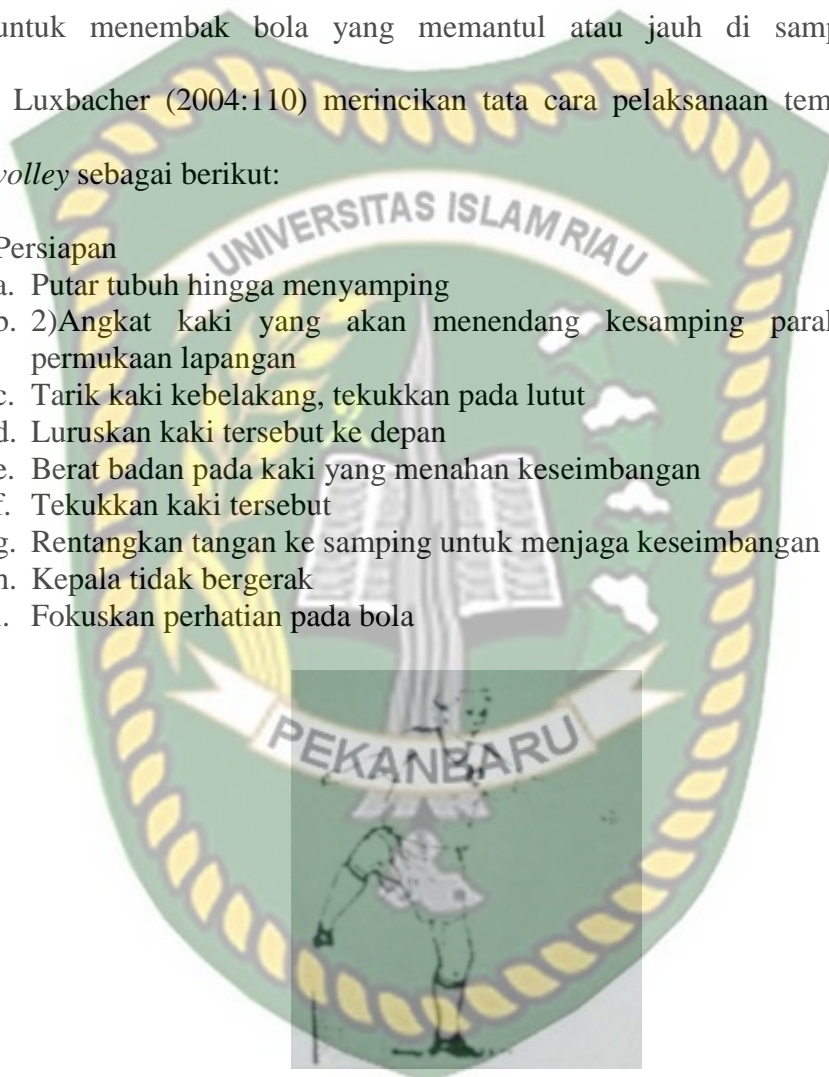 untuk menembak bola yang memantul atau jauh di
Luxbacher (2004:110) merincikan tata cara pelaksanaan
volley sebagai berikut:
Persiapan
a. Putar tubuh hingga menyamping
b. 2)Angkat kaki yang akan menendang kesamping
permukaan lapangan
c. Tarik kaki kebelakang, tekukkan pada lutut
d. Luruskan kaki tersebut ke depan
e. Berat badan pada kaki yang menahan keseimbangan
f. Tekukkan kaki tersebut
g. Rentangkan tangan ke samping untuk menjaga keseimbangan
h. Kepala tidak bergerak
i. Fokuskan perhatian pada bola
UNIVERSITAS ISLAM RIAU
PEKANBARU